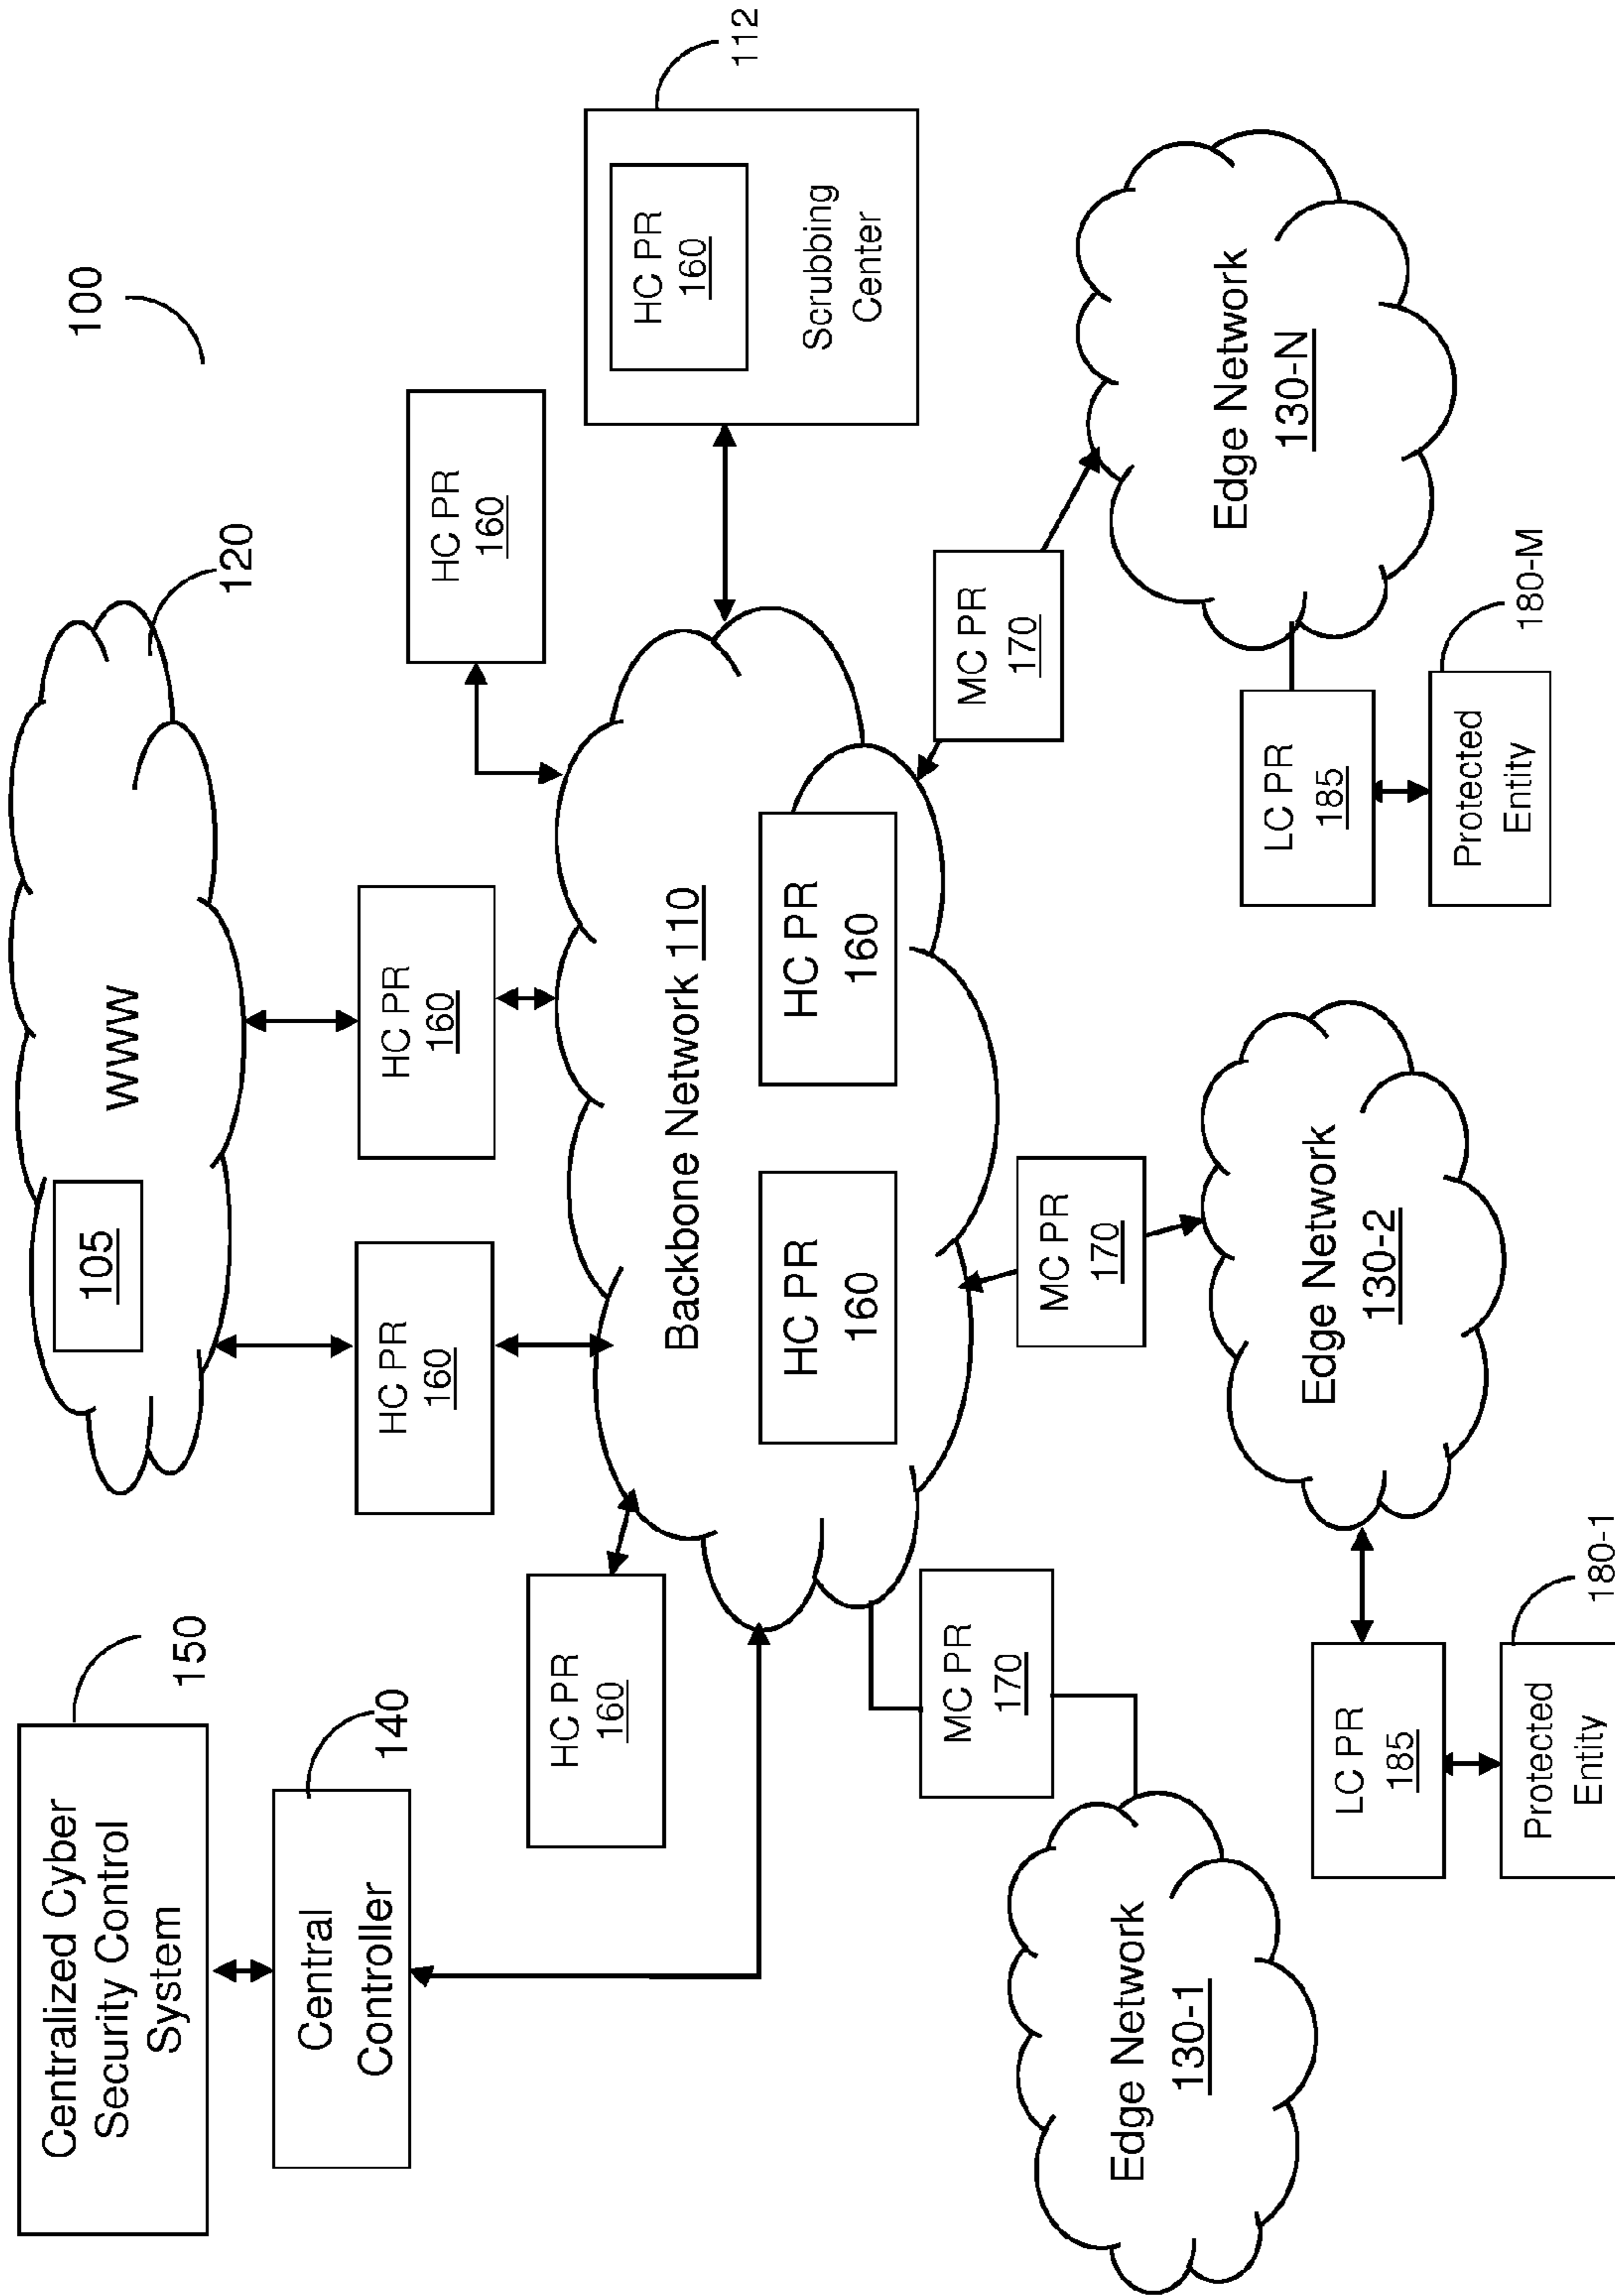 100
Centralized Cyber
Security Control
System
150
Central
Controller
140
WWW
105
120
HC PR
160
HC PR
160
HC PR
160
HC PR
160
Backbone Network 110
HC PR
160
HC PR
160
HC PR
160
Scrubbing
Center
112
MC PR
170
MC PR
170
MC PR
170
Edge Network
130-1
Edge Network
130-2
Edge Network
130-N
LC PR
185
Protected
Entity
180-1
LC PR
185
Protected
Entity
180-M